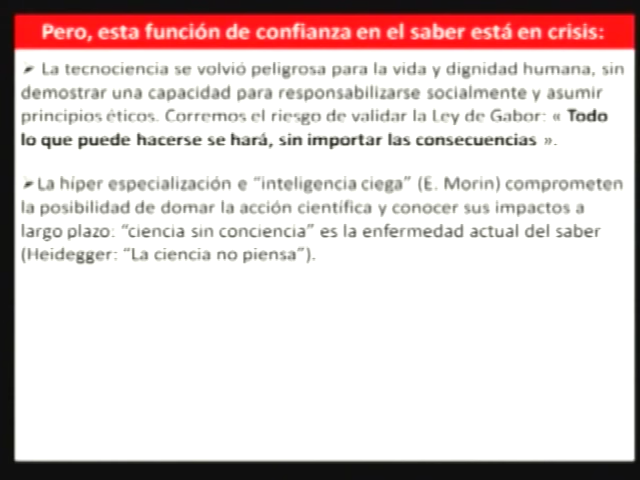 Pero, esta función de confianza en el saber está en crisis:
➢ La tecnociencia se volvió peligrosa para la vida y dignidad humana, sin
demostrar una capacidad para responsabilizarse socialmente y asumir
principios éticos. Corremos el riesgo de validar la Ley de Gabor: « Todo
lo que puede hacerse se hará, sin importar las consecuencias ».
➢ La híper especialización e “inteligencia ciega” (E. Morin) comprometen
la posibilidad de domar la acción científica y conocer sus impactos a
largo plazo: “ciencia sin conciencia” es la enfermedad actual del saber
(Heidegger: “La ciencia no piensa”).